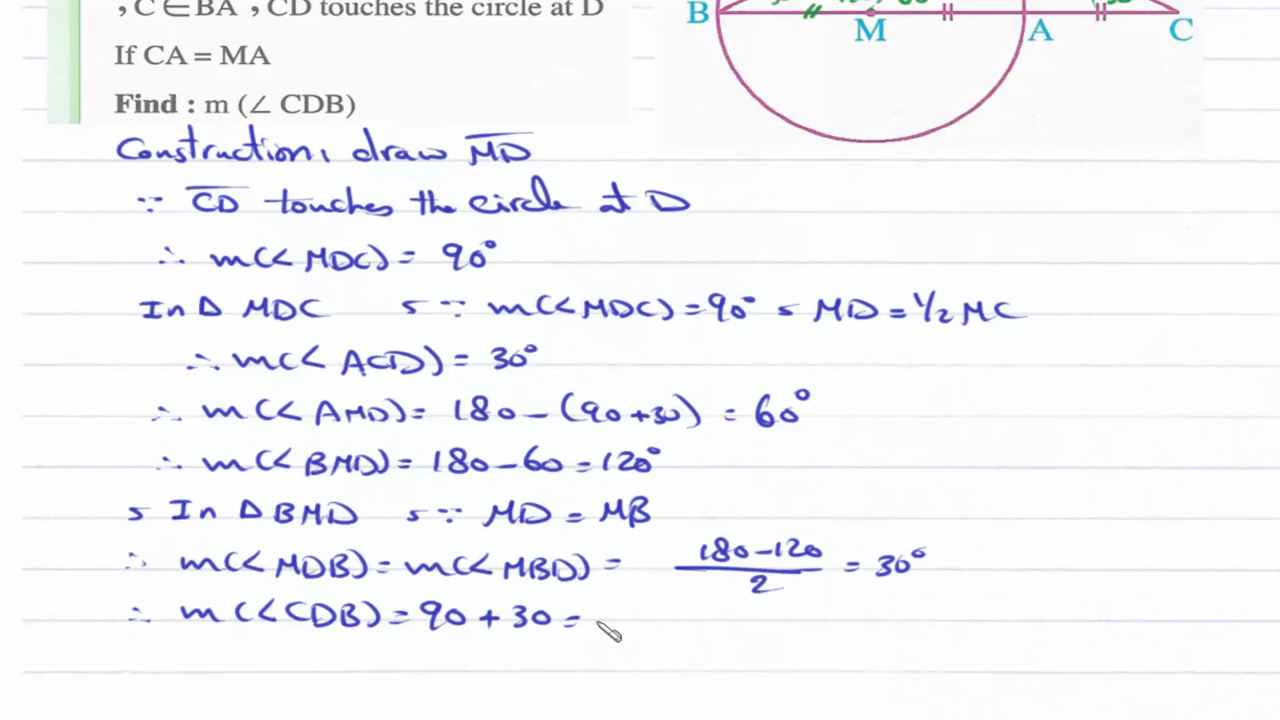 , C ∈ BA , CD touches the circle at D
If CA = MA
Find : m (∠ CDB)
B M A C
Construction, draw MD
∵ CD touches the circle at D
∴ m(< MDC) = 90°
In Δ MDC , ∵ m(< MDC) = 90° , MD = 1/2 MC
∴ m(< ACD) = 30°
∴ m(< AMD) = 180 - (90 + 30) = 60°
∴ m(< BMD) = 180 - 60 = 120°
, In Δ BMD , ∵ MD = MB
∴ m(< MDB) = m(< MBD) = (180 - 120)/2 = 30°
∴ m(< CDB) = 90 + 30 =